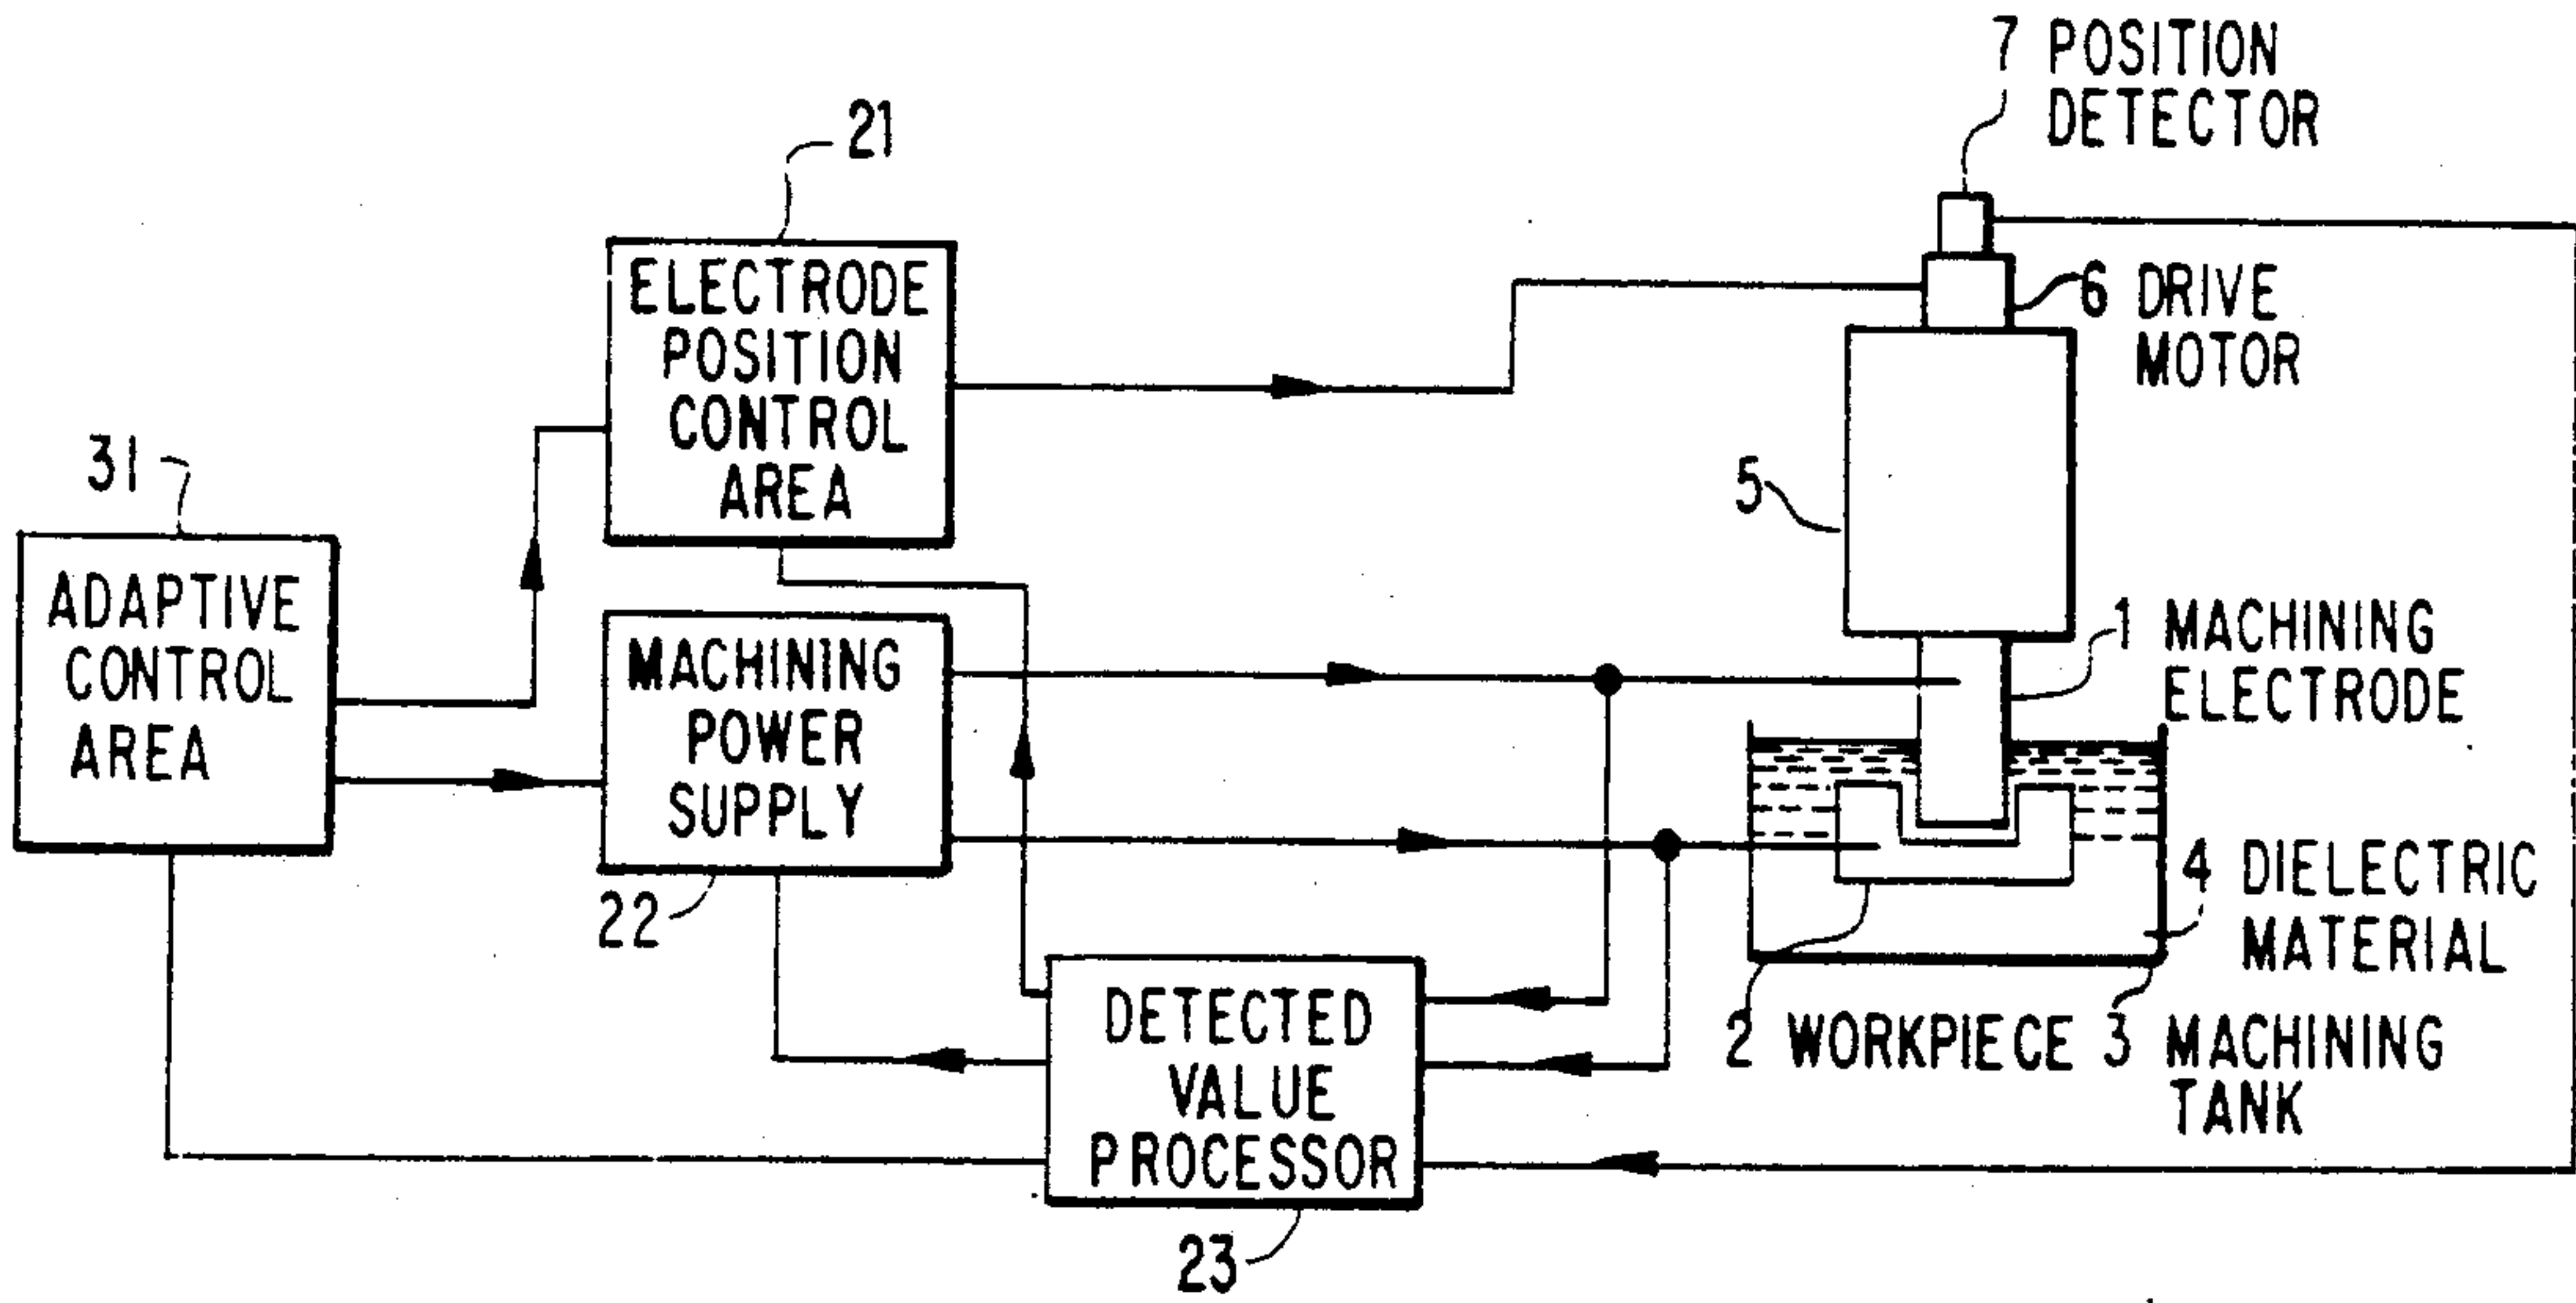 7 POSITION
DETECTOR
21
ELECTRODE
POSITION
CONTROL
AREA
6 DRIVE
MOTOR
31
5
ADAPTIVE
CONTROL
AREA
MACHINING
POWER
SUPPLY
1 MACHINING
ELECTRODE
22
4 DIELECTRIC
MATERIAL
DETECTED
VALUE
PROCESSOR
2 WORKPIECE
3 MACHINING
TANK
23